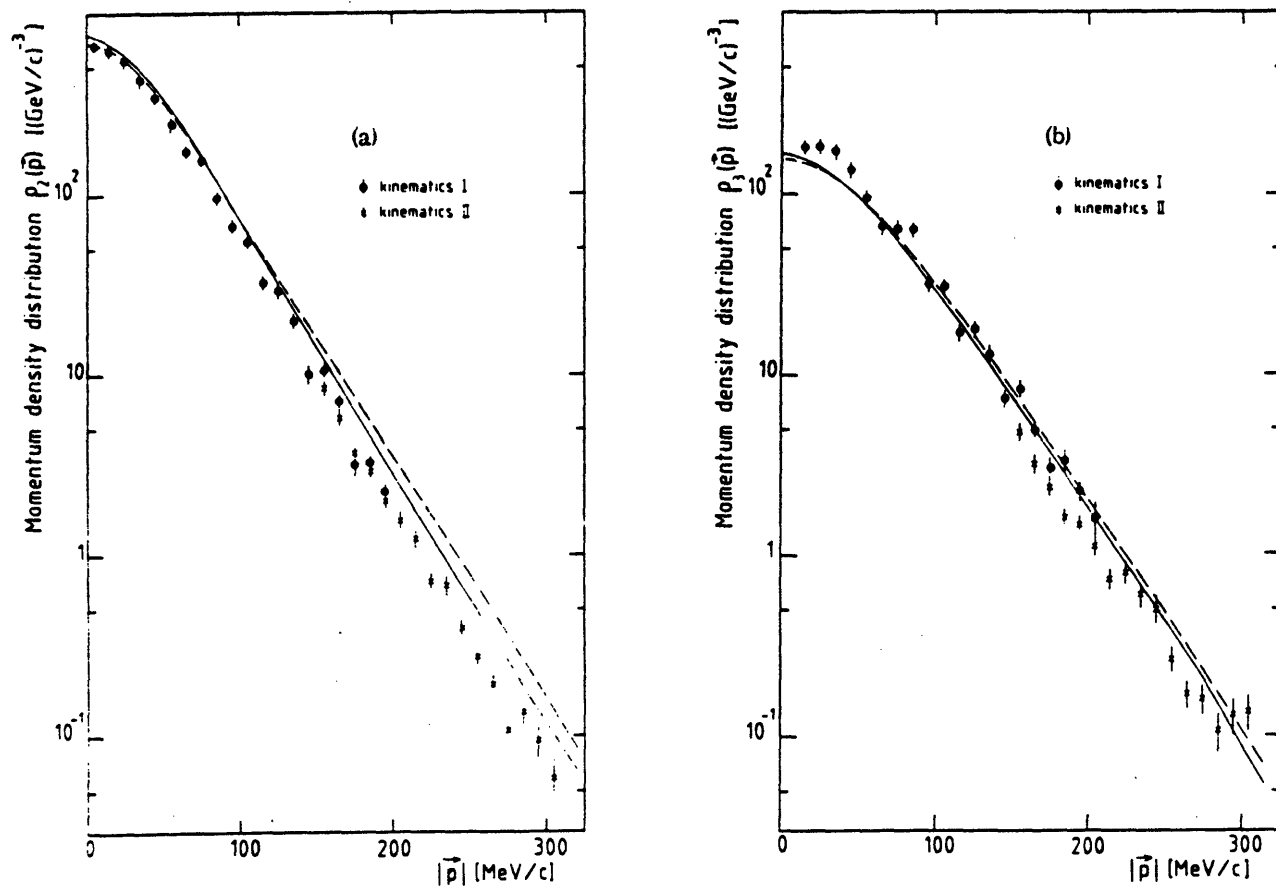 Momentum density distribution ρ₂(p⃗) [(GeV/c)⁻³]
(a)
kinematics I
kinematics II
10²
10
1
10⁻¹
0 100 200 300
|p⃗| [MeV/c]
Momentum density distribution ρ₃(p⃗) [(GeV/c)⁻³]
(b)
kinematics I
kinematics II
10²
10
1
10⁻¹
0 100 200 300
|p⃗| [MeV/c]